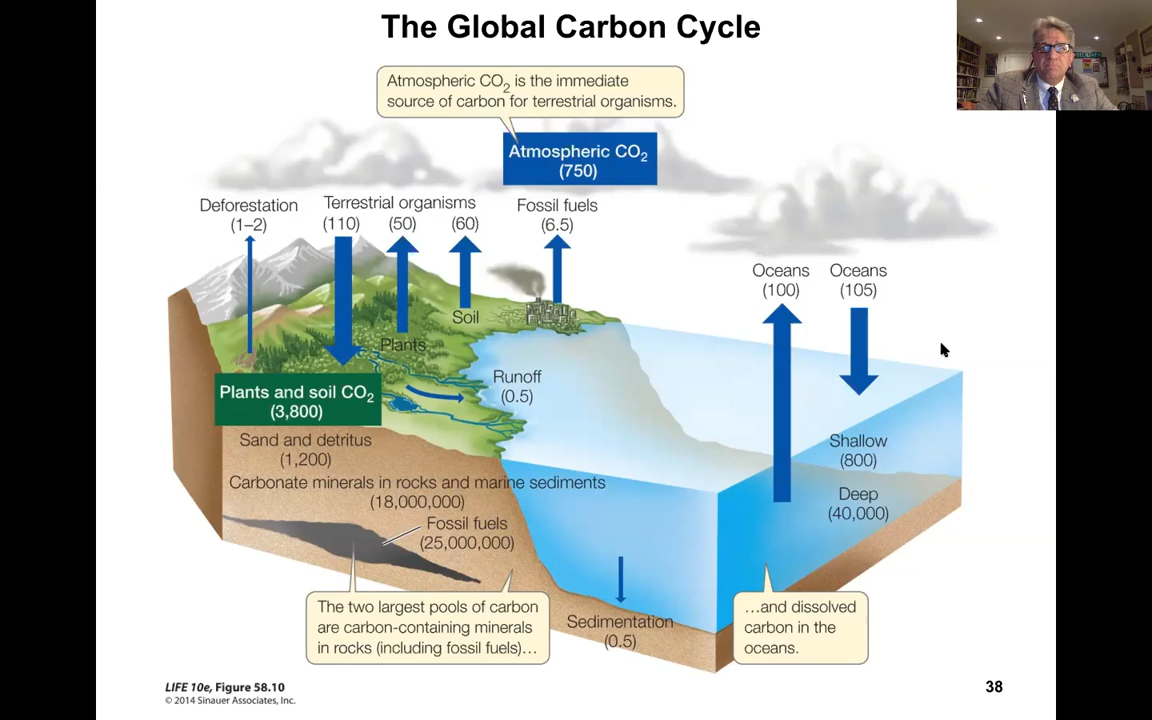 The Global Carbon Cycle
Atmospheric CO2 is the immediate
source of carbon for terrestrial organisms.
Atmospheric CO2
(750)
Deforestation
(1–2)
Terrestrial organisms
(110) (50) (60)
Fossil fuels
(6.5)
Oceans
(100)
Oceans
(105)
Soil
Plants
Runoff
(0.5)
Plants and soil CO2
(3,800)
Sand and detritus
(1,200)
Shallow
(800)
Carbonate minerals in rocks and marine sediments
(18,000,000)
Deep
(40,000)
Fossil fuels
(25,000,000)
The two largest pools of carbon
are carbon-containing minerals
in rocks (including fossil fuels)…
Sedimentation
(0.5)
…and dissolved
carbon in the
oceans.
LIFE 10e, Figure 58.10
© 2014 Sinauer Associates, Inc.
38